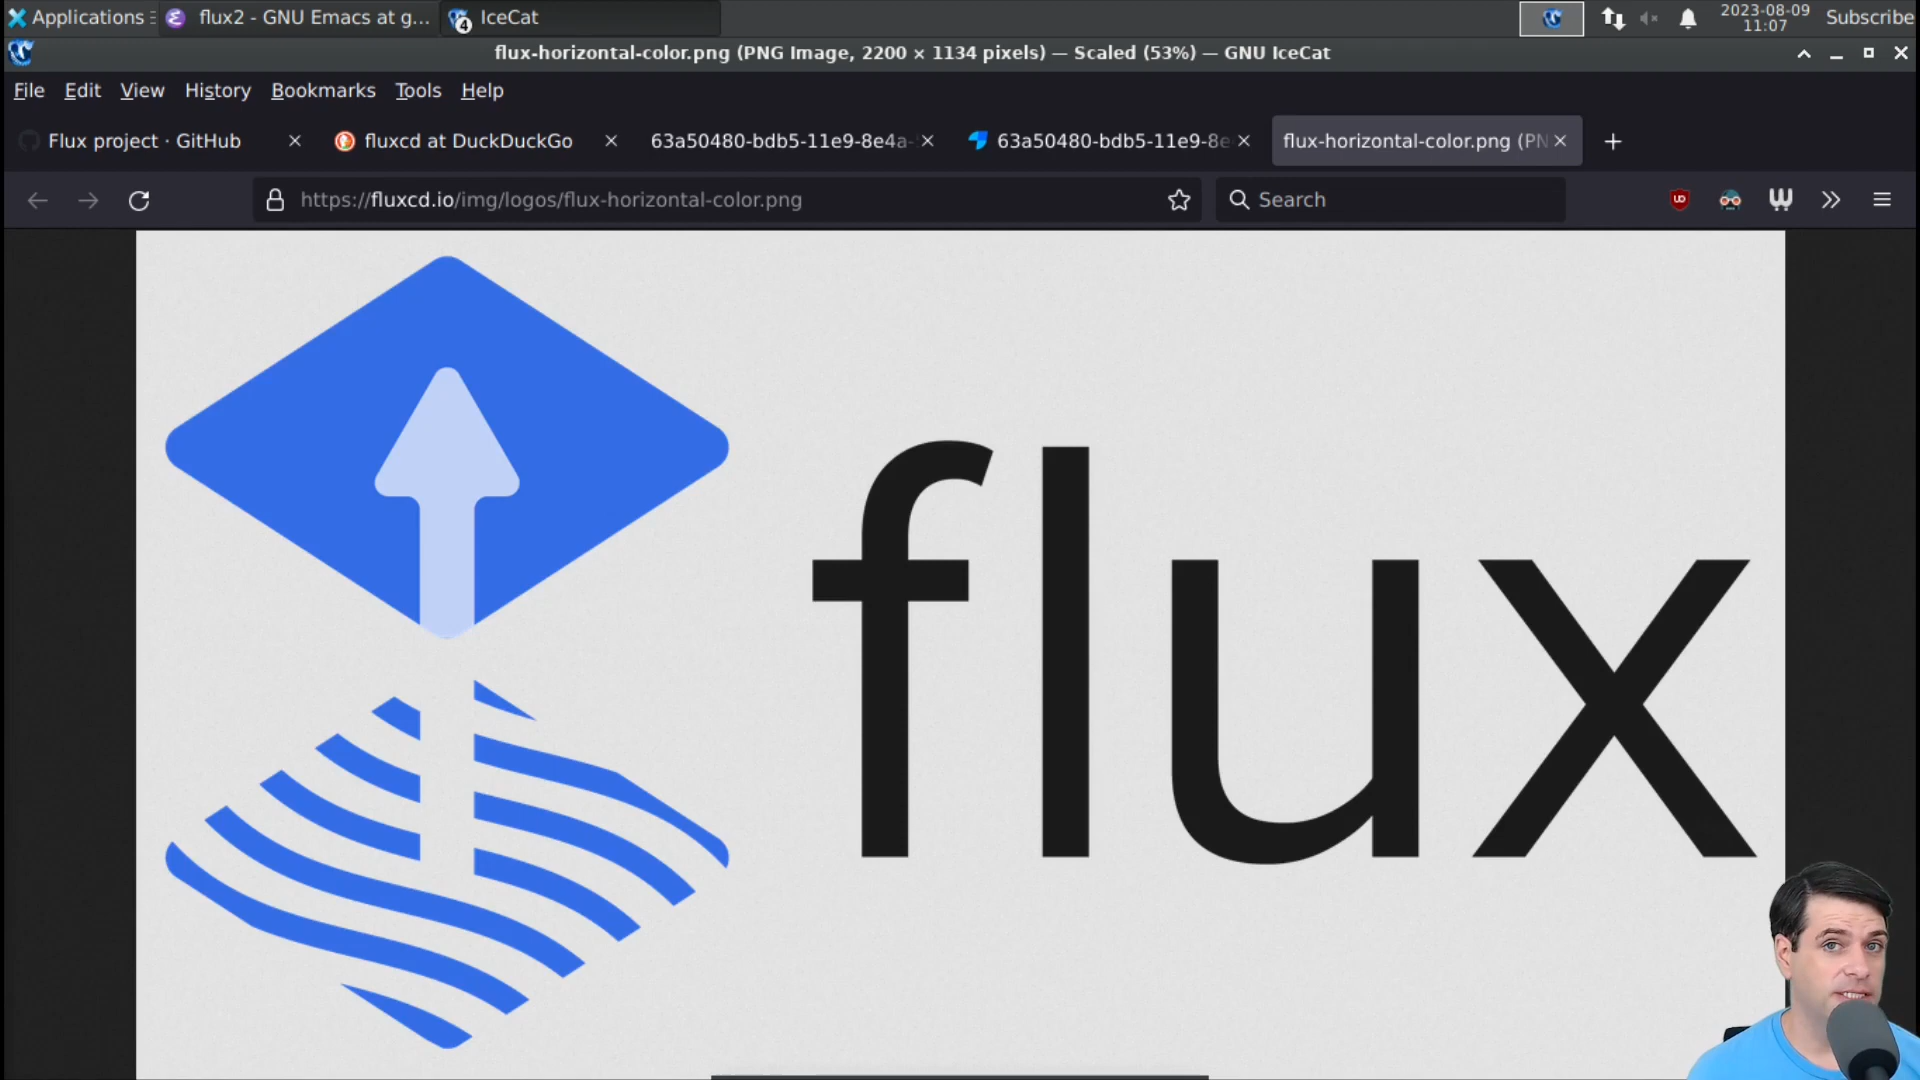 Applications
flux2 - GNU Emacs at g...
4
IceCat
2023-08-09
11:07
Subscribe
flux-horizontal-color.png (PNG Image, 2200 × 1134 pixels) — Scaled (53%) — GNU IceCat
File Edit View History Bookmarks Tools Help
Flux project · GitHub
fluxcd at DuckDuckGo
63a50480-bdb5-11e9-8e4a-
63a50480-bdb5-11e9-8e
flux-horizontal-color.png (PN
https://fluxcd.io/img/logos/flux-horizontal-color.png
Search
flux